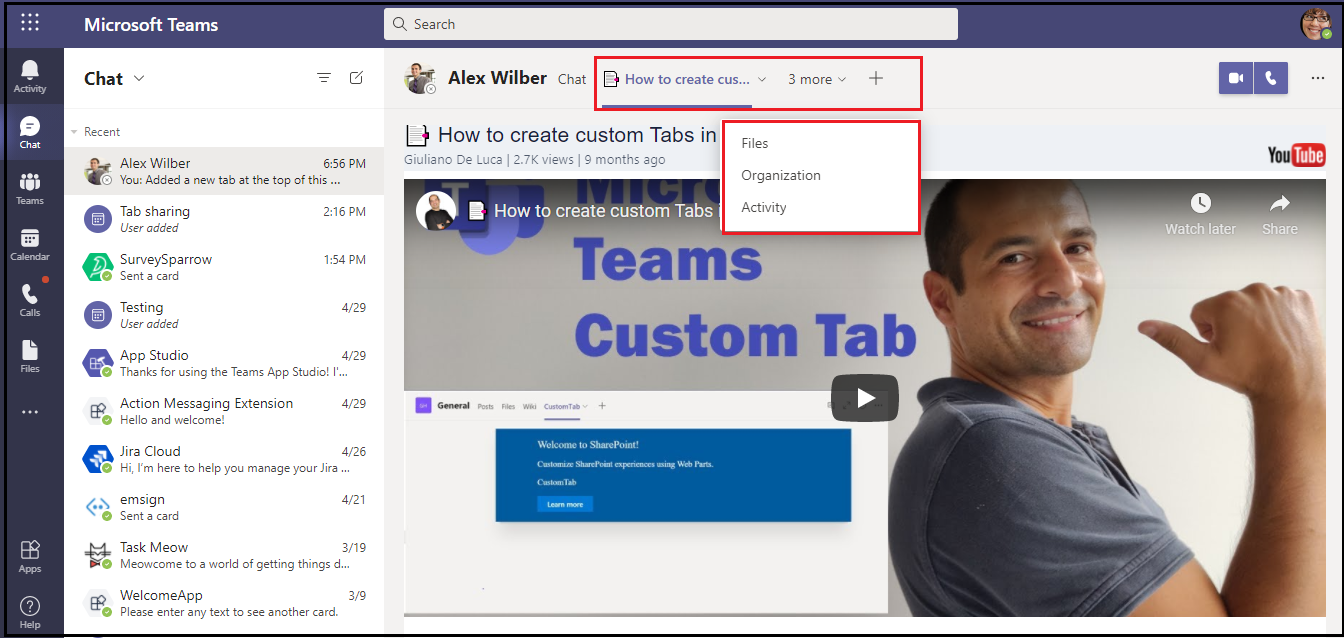 Microsoft Teams
Search
Activity
Chat
Teams
Calendar
Calls
Files
Apps
Help
Chat
Recent
Alex Wilber 6:56 PM
You: Added a new tab at the top of this ...
Tab sharing 2:16 PM
User added
SurveySparrow 1:54 PM
Sent a card
Testing 4/29
User added
App Studio 4/29
Thanks for using the Teams App Studio! I'...
Action Messaging Extension 4/29
Hello and welcome!
Jira Cloud 4/26
Hi, I'm here to help you manage your Jira ...
emsign 4/21
Sent a card
Task Meow 3/19
Meowcome to a world of getting things d...
WelcomeApp 3/9
Please enter any text to see another card.
Alex Wilber Chat How to create cus... 3 more
How to create custom Tabs in
Giuliano De Luca | 2.7K views | 9 months ago
YouTube
Files
Organization
Activity
How to create custom Tabs
Watch later
Share
Teams
Custom Tab
General Posts Files Wiki CustomTab
Welcome to SharePoint!
Customize SharePoint experiences using Web Parts.
CustomTab
Learn more